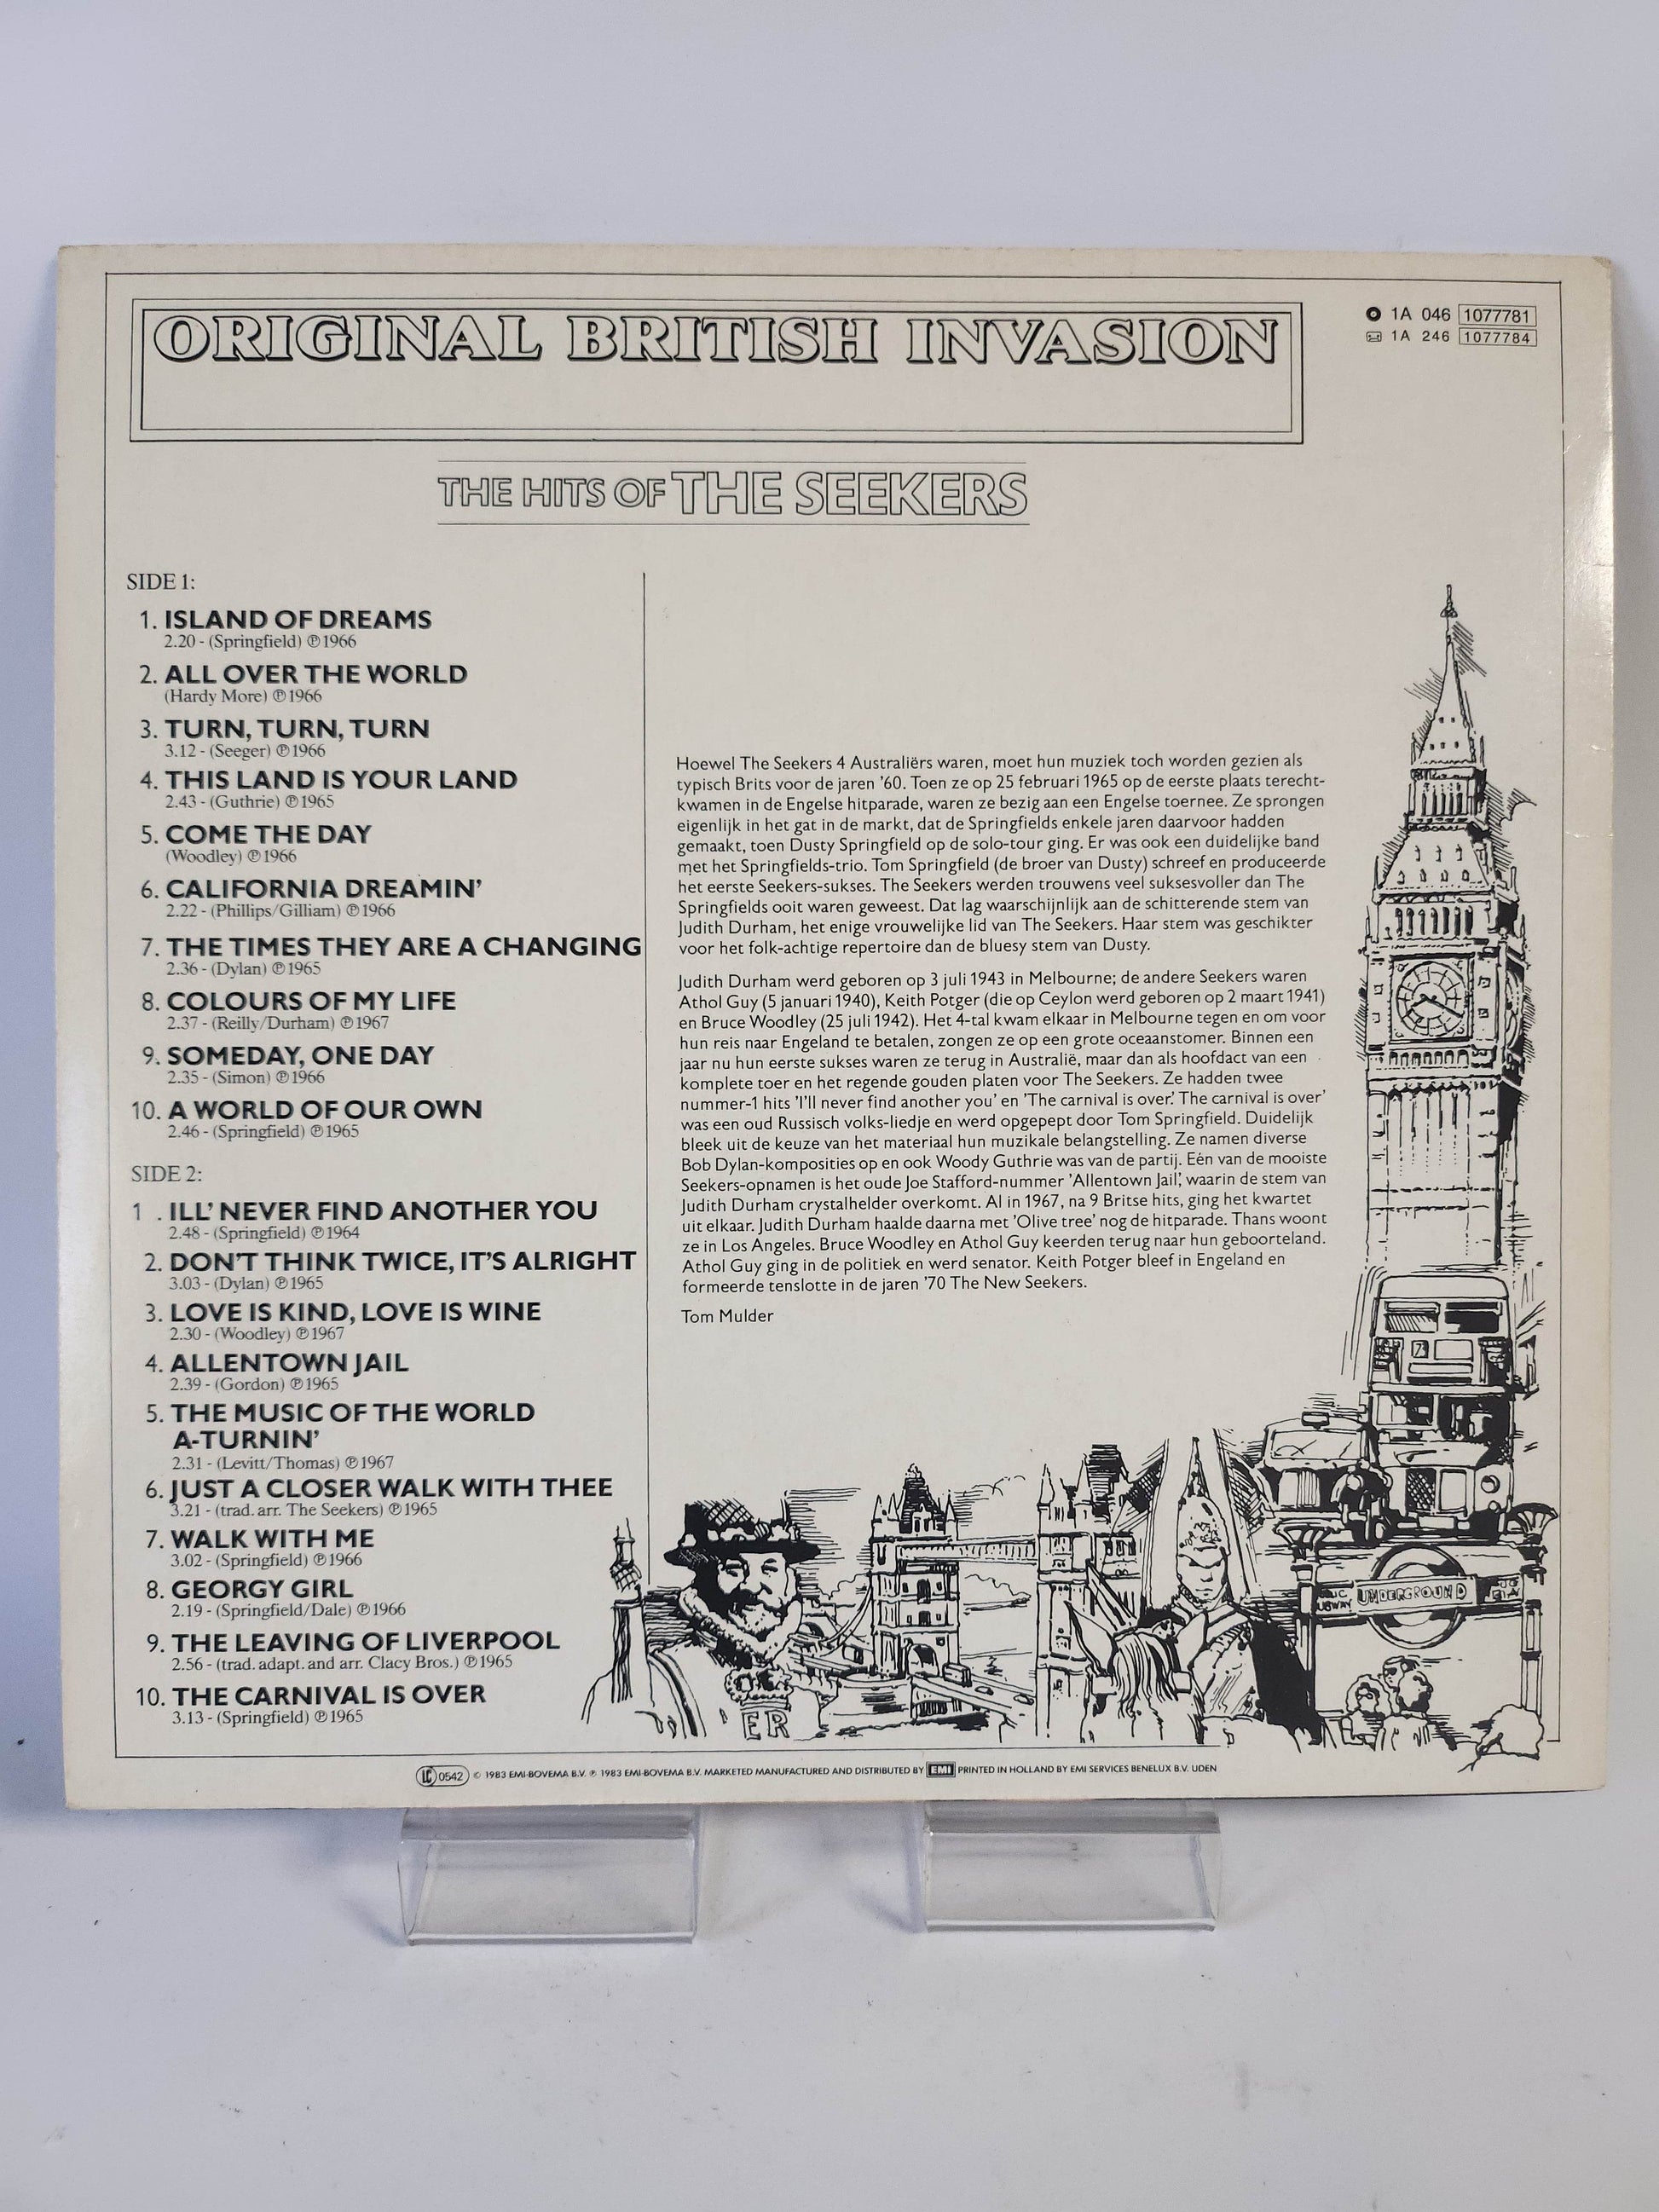 ORIGINAL BRITISH INVASION
1A 046 1077781
1A 246 1077784
THE HITS OF THE SEEKERS
SIDE 1:
1. ISLAND OF DREAMS
2.20 - (Springfield) ℗ 1966
2. ALL OVER THE WORLD
(Hardy More) ℗ 1966
3. TURN, TURN, TURN
3.12 - (Seeger) ℗ 1966
4. THIS LAND IS YOUR LAND
2.43 - (Guthrie) ℗ 1965
5. COME THE DAY
(Woodley) ℗ 1966
6. CALIFORNIA DREAMIN'
2.22 - (Phillips/Gilliam) ℗ 1966
7. THE TIMES THEY ARE A CHANGING
2.36 - (Dylan) ℗ 1965
8. COLOURS OF MY LIFE
2.37 - (Reilly/Durham) ℗ 1967
9. SOMEDAY, ONE DAY
2.35 - (Simon) ℗ 1966
10. A WORLD OF OUR OWN
2.46 - (Springfield) ℗ 1965
SIDE 2:
1 . ILL' NEVER FIND ANOTHER YOU
2.48 - (Springfield) ℗ 1964
2. DON'T THINK TWICE, IT'S ALRIGHT
3.03 - (Dylan) ℗ 1965
3. LOVE IS KIND, LOVE IS WINE
2.30 - (Woodley) ℗ 1967
4. ALLENTOWN JAIL
2.39 - (Gordon) ℗ 1965
5. THE MUSIC OF THE WORLD
A-TURNIN'
2.31 - (Levitt/Thomas) ℗ 1967
6. JUST A CLOSER WALK WITH THEE
3.21 - (trad. arr. The Seekers) ℗ 1965
7. WALK WITH ME
3.02 - (Springfield) ℗ 1966
8. GEORGY GIRL
2.19 - (Springfield/Dale) ℗ 1966
9. THE LEAVING OF LIVERPOOL
2.56 - (trad. adapt. and arr. Clacy Bros.) ℗ 1965
10. THE CARNIVAL IS OVER
3.13 - (Springfield) ℗ 1965
Hoewel The Seekers 4 Australiërs waren, moet hun muziek toch worden gezien als
typisch Brits voor de jaren '60. Toen ze op 25 februari 1965 op de eerste plaats terecht-
kwamen in de Engelse hitparade, waren ze bezig aan een Engelse toernee. Ze sprongen
eigenlijk in het gat in de markt, dat de Springfields enkele jaren daarvoor hadden
gemaakt, toen Dusty Springfield op de solo-tour ging. Er was ook een duidelijke band
met het Springfields-trio. Tom Springfield (de broer van Dusty) schreef en produceerde
het eerste Seekers-sukses. The Seekers werden trouwens veel suksesvoller dan The
Springfields ooit waren geweest. Dat lag waarschijnlijk aan de schitterende stem van
Judith Durham, het enige vrouwelijke lid van The Seekers. Haar stem was geschikter
voor het folk-achtige repertoire dan de bluesy stem van Dusty.
Judith Durham werd geboren op 3 juli 1943 in Melbourne; de andere Seekers waren
Athol Guy (5 januari 1940), Keith Potger (die op Ceylon werd geboren op 2 maart 1941)
en Bruce Woodley (25 juli 1942). Het 4-tal kwam elkaar in Melbourne tegen en om voor
hun reis naar Engeland te betalen, zongen ze op een grote oceaanstomer. Binnen een
jaar nu hun eerste sukses waren ze terug in Australië, maar dan als hoofdact van een
komplete toer en het regende gouden platen voor The Seekers. Ze hadden twee
nummer-1 hits 'I'll never find another you' en 'The carnival is over.' The carnival is over'
was een oud Russisch volks-liedje en werd opgepept door Tom Springfield. Duidelijk
bleek uit de keuze van het materiaal hun muzikale belangstelling. Ze namen diverse
Bob Dylan-komposities op en ook Woody Guthrie was van de partij. Eén van de mooiste
Seekers-opnamen is het oude Joe Stafford-nummer 'Allentown Jail', waarin de stem van
Judith Durham crystalhelder overkomt. Al in 1967, na 9 Britse hits, ging het kwartet
uit elkaar. Judith Durham haalde daarna met 'Olive tree' nog de hitparade. Thans woont
ze in Los Angeles. Bruce Woodley en Athol Guy keerden terug naar hun geboorteland.
Athol Guy ging in de politiek en werd senator. Keith Potger bleef in Engeland en
formeerde tenslotte in de jaren '70 The New Seekers.
Tom Mulder
UNDERGROUND
ER
LC 0542 © 1983 EMI-BOVEMA B.V. ℗ 1983 EMI-BOVEMA B.V. MARKETED MANUFACTURED AND DISTRIBUTED BY EMI PRINTED IN HOLLAND BY EMI SERVICES BENELUX B.V. UDEN